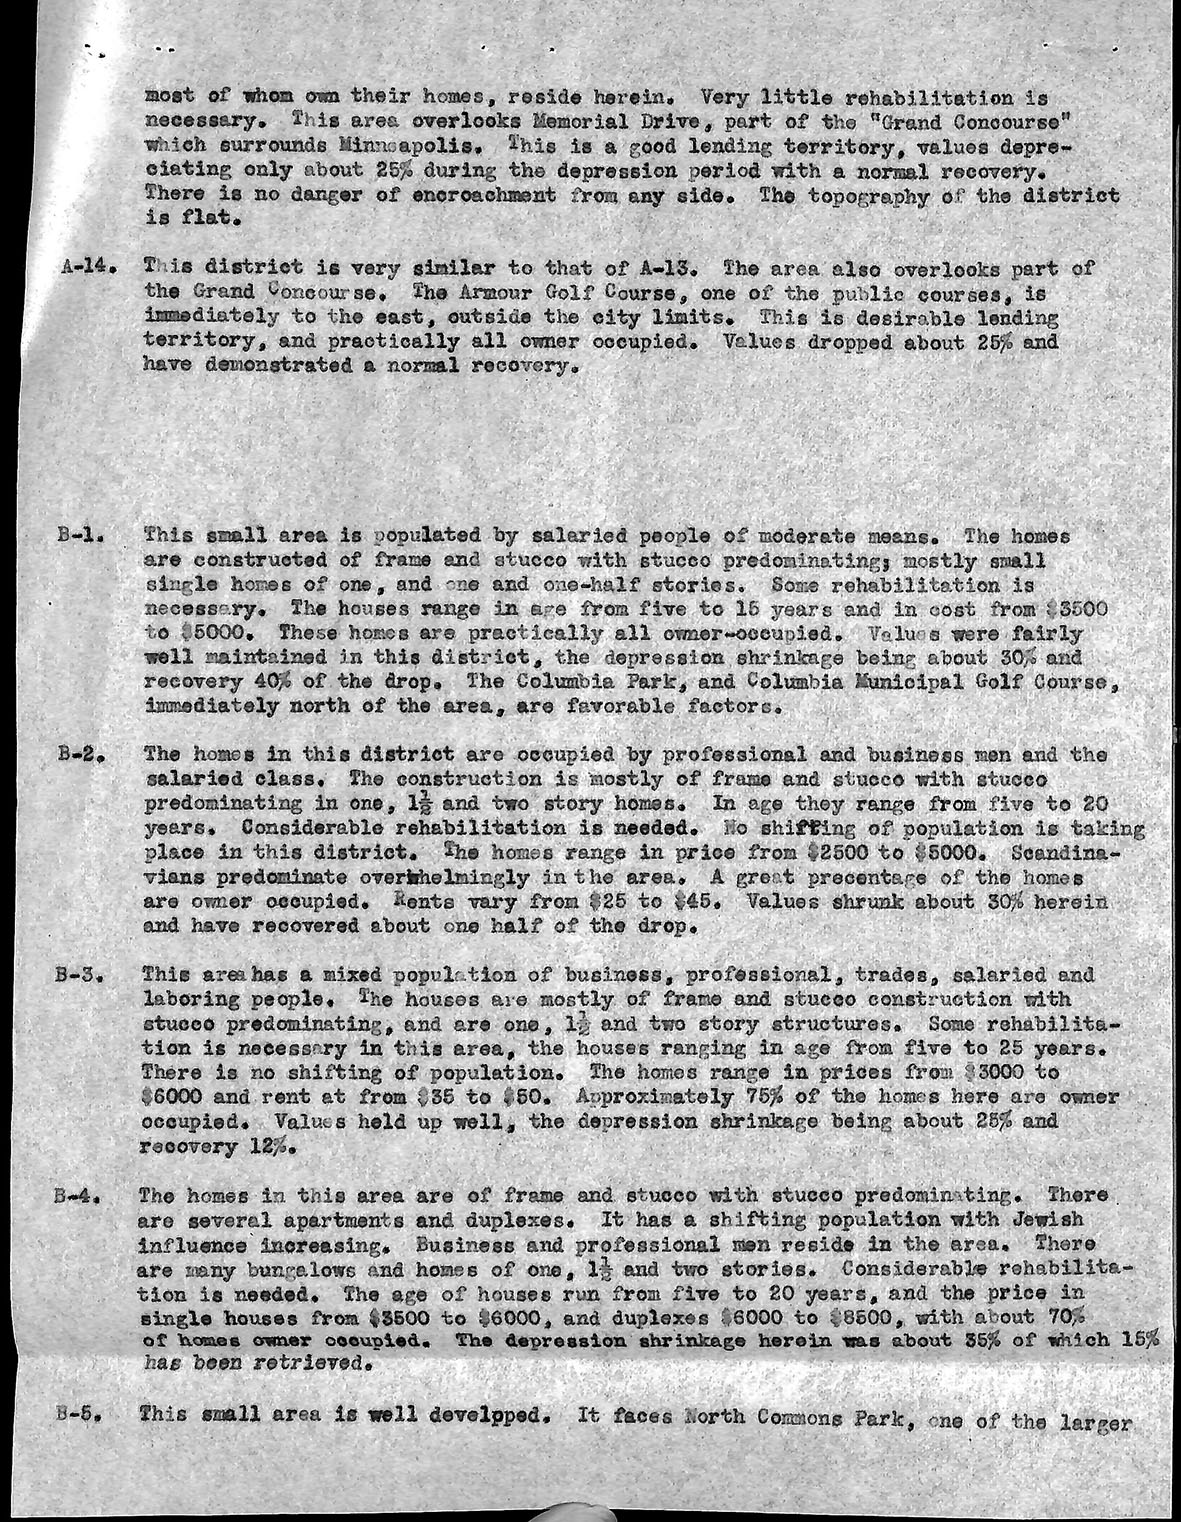 most of whom own their homes, reside herein. Very little rehabilitation is
necessary. This area overlooks Memorial Drive, part of the "Grand Concourse"
which surrounds Minneapolis. This is a good lending territory, values depre-
ciating only about 25% during the depression period with a normal recovery.
There is no danger of encroachment from any side. The topography of the district
is flat.
A-14. This district is very similar to that of A-13. The area also overlooks part of
the Grand Concourse. The Armour Golf Course, one of the public courses, is
immediately to the east, outside the city limits. This is desirable lending
territory, and practically all owner occupied. Values dropped about 25% and
have demonstrated a normal recovery.
B-1. This small area is populated by salaried people of moderate means. The homes
are constructed of frame and stucco with stucco predominating; mostly small
single homes of one, and one and one-half stories. Some rehabilitation is
necessary. The houses range in age from five to 15 years and in cost from $3500
to $5000. These homes are practically all owner-occupied. Values were fairly
well maintained in this district, the depression shrinkage being about 30% and
recovery 40% of the drop. The Columbia Park, and Columbia Municipal Golf Course,
immediately north of the area, are favorable factors.
B-2. The homes in this district are occupied by professional and business men and the
salaried class. The construction is mostly of frame and stucco with stucco
predominating in one, 1½ and two story homes. In age they range from five to 20
years. Considerable rehabilitation is needed. No shifting of population is taking
place in this district. The homes range in price from $2500 to $5000. Scandina-
vians predominate overwhelmingly in the area. A great precentage of the homes
are owner occupied. Rents vary from $25 to $45. Values shrunk about 30% herein
and have recovered about one half of the drop.
B-3. This area has a mixed population of business, professional, trades, salaried and
laboring people. The houses are mostly of frame and stucco construction with
stucco predominating, and are one, 1½ and two story structures. Some rehabilita-
tion is necessary in this area, the houses ranging in age from five to 25 years.
There is no shifting of population. The homes range in prices from $3000 to
$6000 and rent at from $35 to $50. Approximately 75% of the homes here are owner
occupied. Values held up well, the depression shrinkage being about 25% and
recovery 12%.
B-4. The homes in this area are of frame and stucco with stucco predominating. There
are several apartments and duplexes. It has a shifting population with Jewish
influence increasing. Business and professional men reside in the area. There
are many bungalows and homes of one, 1½ and two stories. Considerable rehabilita-
tion is needed. The age of houses run from five to 20 years, and the price in
single houses from $3500 to $6000, and duplexes $6000 to $8500, with about 70%
of homes owner occupied. The depression shrinkage herein was about 35% of which 15%
has been retrieved.
B-5. This small area is well developed. It faces North Commons Park, one of the larger